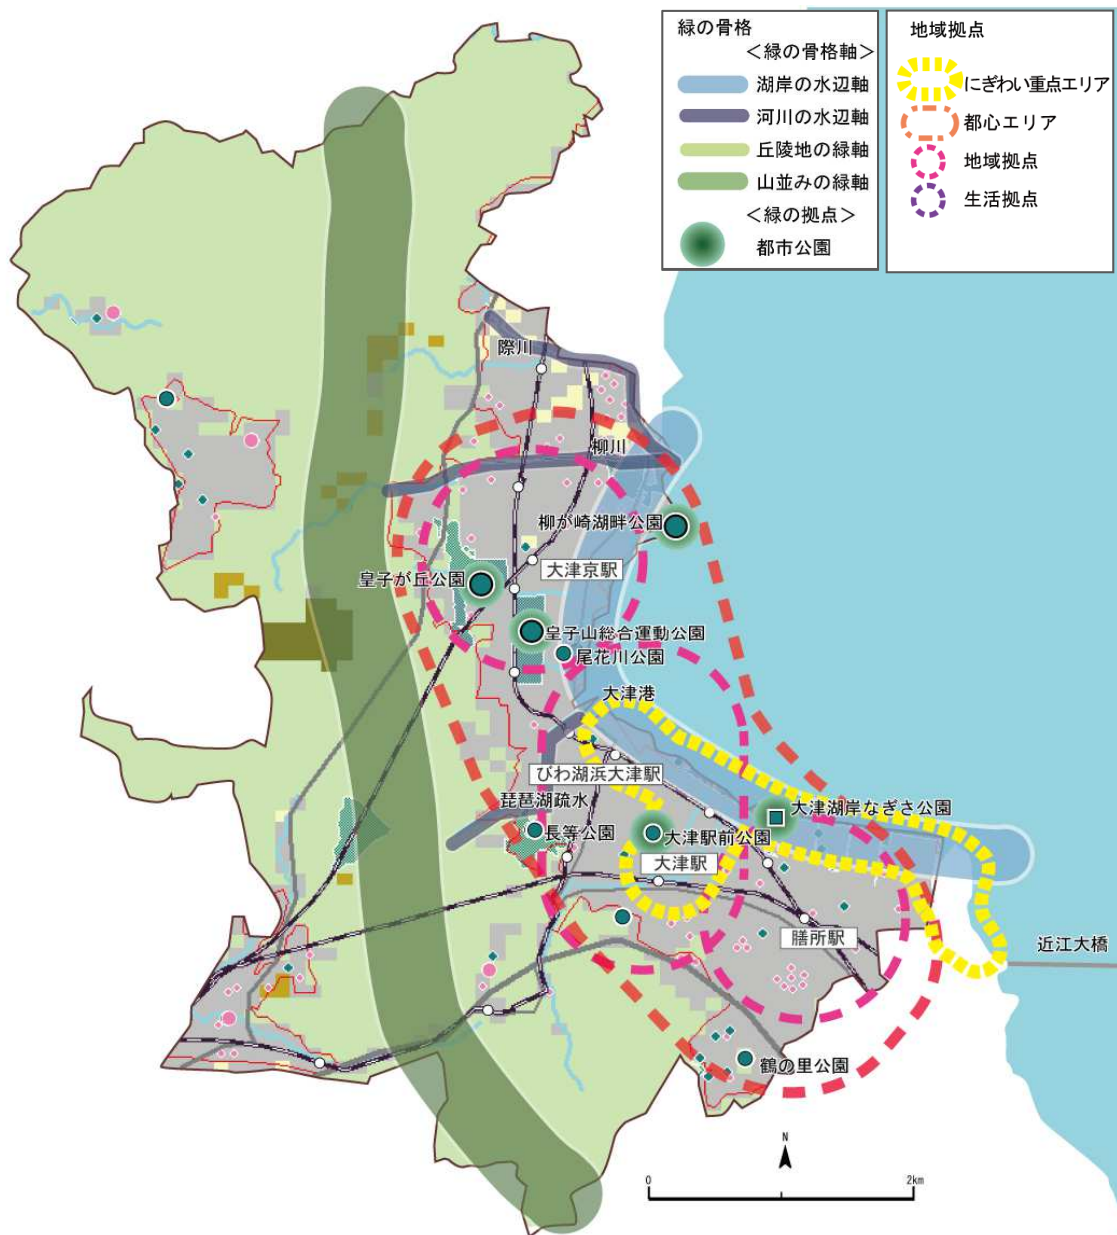 緑の骨格
＜緑の骨格軸＞
湖岸の水辺軸
河川の水辺軸
丘陵地の緑軸
山並みの緑軸
＜緑の拠点＞
都市公園
地域拠点
にぎわい重点エリア
都心エリア
地域拠点
生活拠点
際川
柳川
柳が崎湖畔公園
大津京駅
皇子が丘公園
皇子山総合運動公園
尾花川公園
大津港
びわ湖浜大津駅
琵琶湖疏水
大津湖岸なぎさ公園
長等公園
大津駅前公園
大津駅
膳所駅
近江大橋
鶴の里公園
N
0
2km